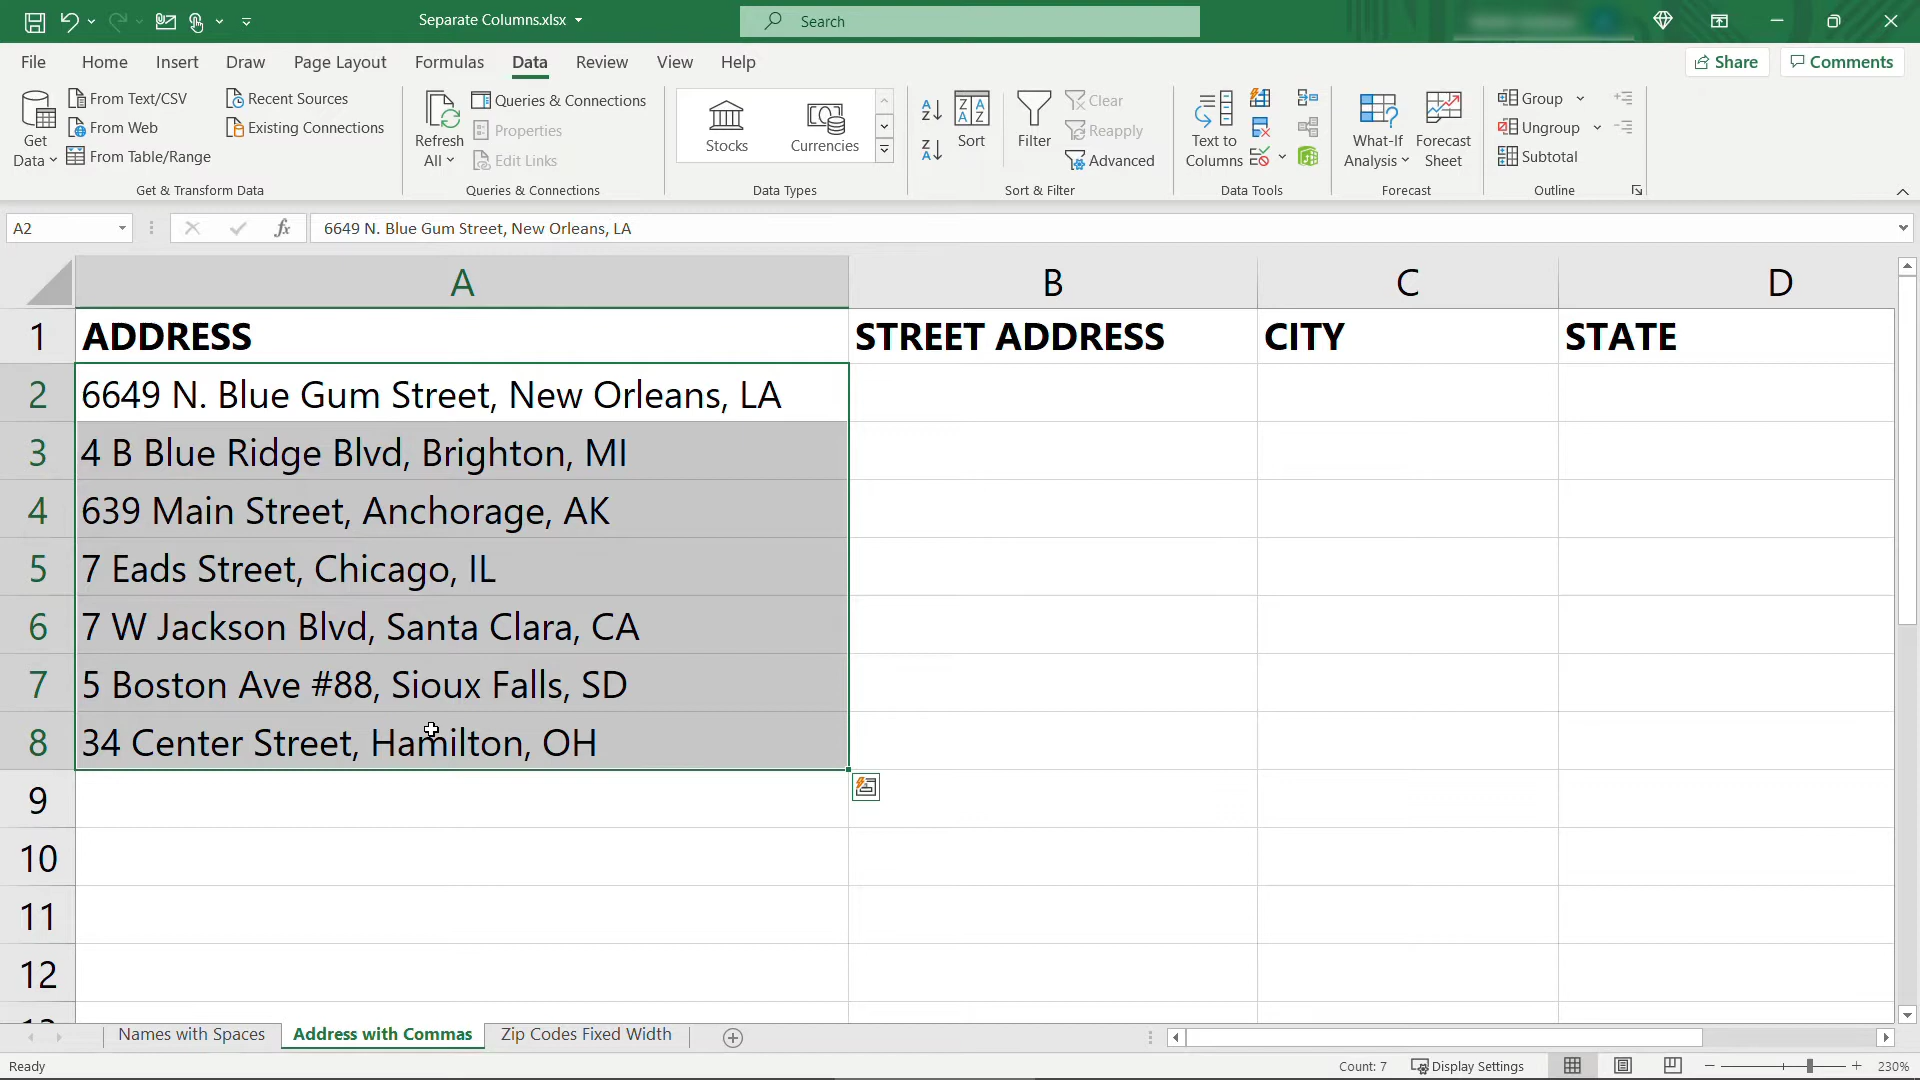 Separate Columns.xlsx
Search
File Home Insert Draw Page Layout Formulas Data Review View Help
Share Comments
Get Data
From Text/CSV
From Web
From Table/Range
Recent Sources
Existing Connections
Get & Transform Data
Refresh All
Queries & Connections
Properties
Edit Links
Queries & Connections
Stocks Currencies
Data Types
Sort
Filter
Clear
Reapply
Advanced
Sort & Filter
Text to Columns
Data Tools
What-If Analysis
Forecast Sheet
Forecast
Group
Ungroup
Subtotal
Outline
A2 fx 6649 N. Blue Gum Street, New Orleans, LA
A B C D
1 ADDRESS STREET ADDRESS CITY STATE
2 6649 N. Blue Gum Street, New Orleans, LA
3 4 B Blue Ridge Blvd, Brighton, MI
4 639 Main Street, Anchorage, AK
5 7 Eads Street, Chicago, IL
6 7 W Jackson Blvd, Santa Clara, CA
7 5 Boston Ave #88, Sioux Falls, SD
8 34 Center Street, Hamilton, OH
9
10
11
12
Names with Spaces Address with Commas Zip Codes Fixed Width
Ready Count: 7 Display Settings 230%